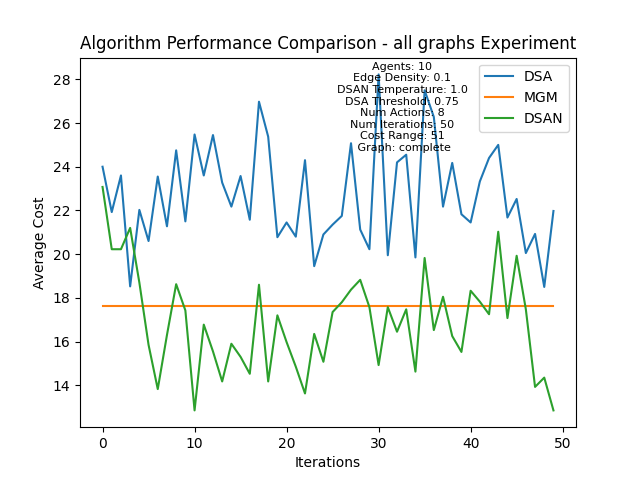 Algorithm Performance Comparison - all graphs Experiment
Agents: 10
Edge Density: 0.1
DSAN Temperature: 1.0
DSA Threshold: 0.75
Num Actions: 8
Num Iterations: 50
Cost Range: 51
Graph: complete
DSA
MGM
DSAN
Average Cost
28
26
24
22
20
18
16
14
0
10
20
30
40
50
Iterations